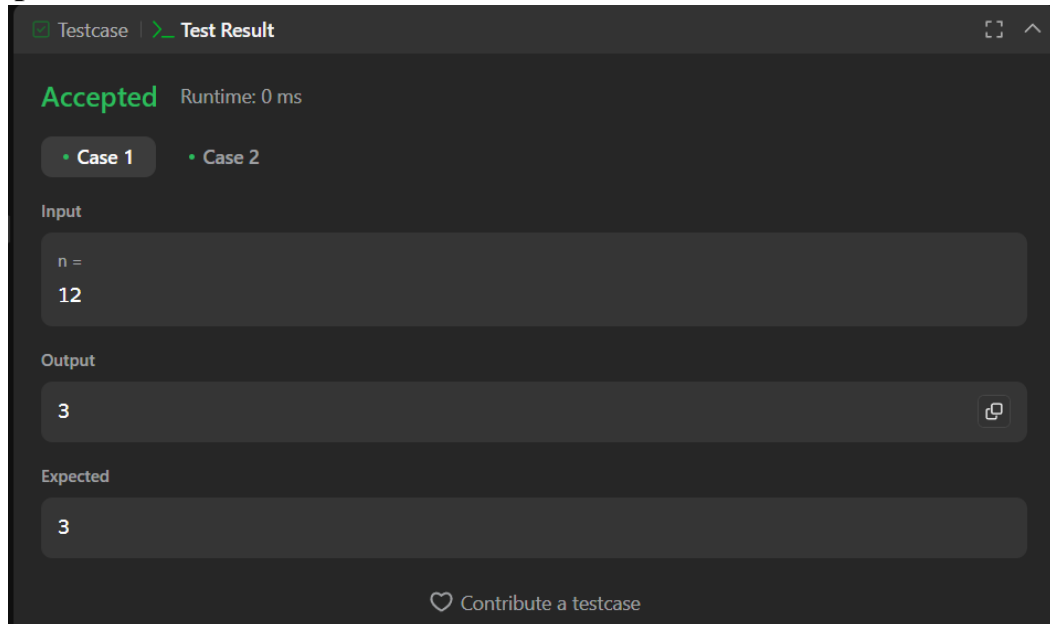 Testcase | >_ Test Result
Accepted Runtime: 0 ms
• Case 1 • Case 2
Input
n =
12
Output
3
Expected
3
Contribute a testcase